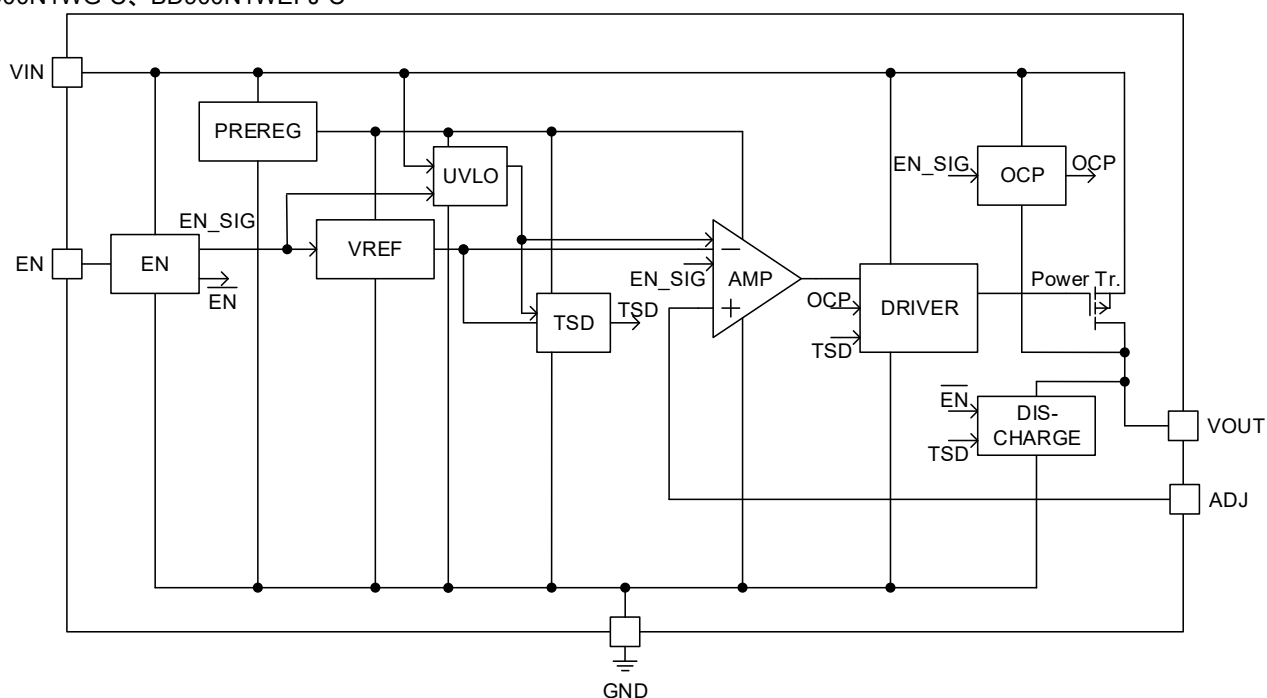 VIN
PREREG
UVLO
EN_SIG
OCP
OCP
EN_SIG
VREF
EN
EN
EN
EN_SIG
AMP
Power Tr.
TSD
TSD
OCP
DRIVER
TSD
EN
DIS-
CHARGE
TSD
VOUT
ADJ
GND